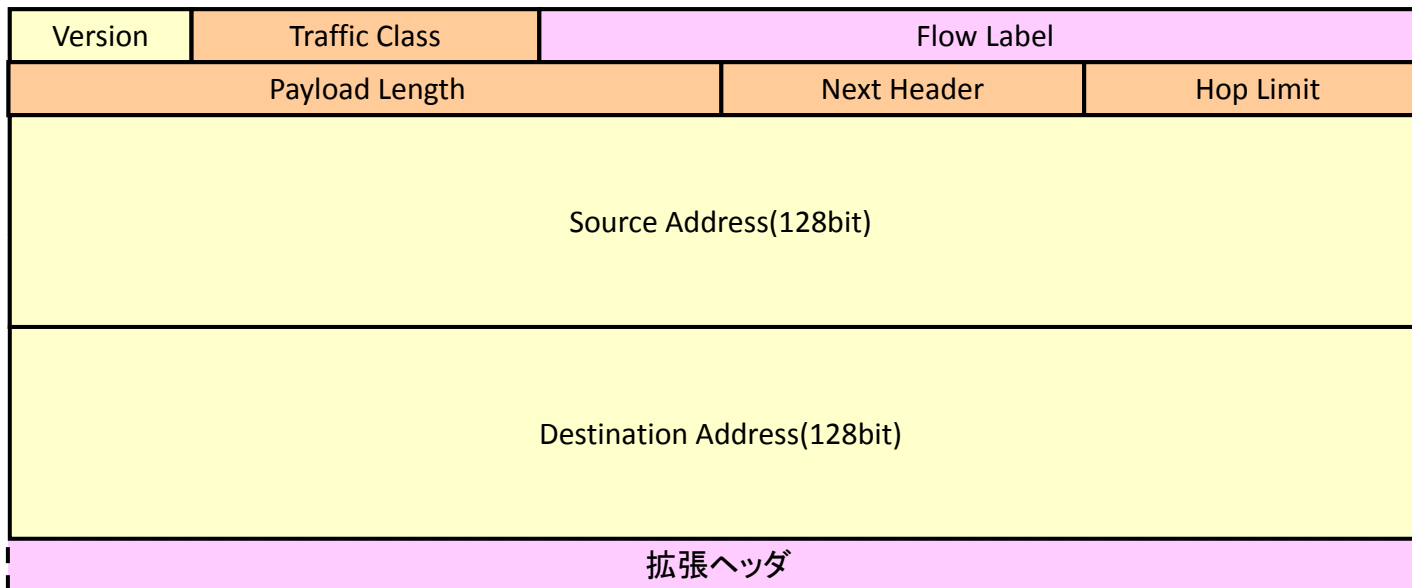 Version Traffic Class Flow Label
Payload Length Next Header Hop Limit
Source Address(128bit)
Destination Address(128bit)
拡張ヘッダ